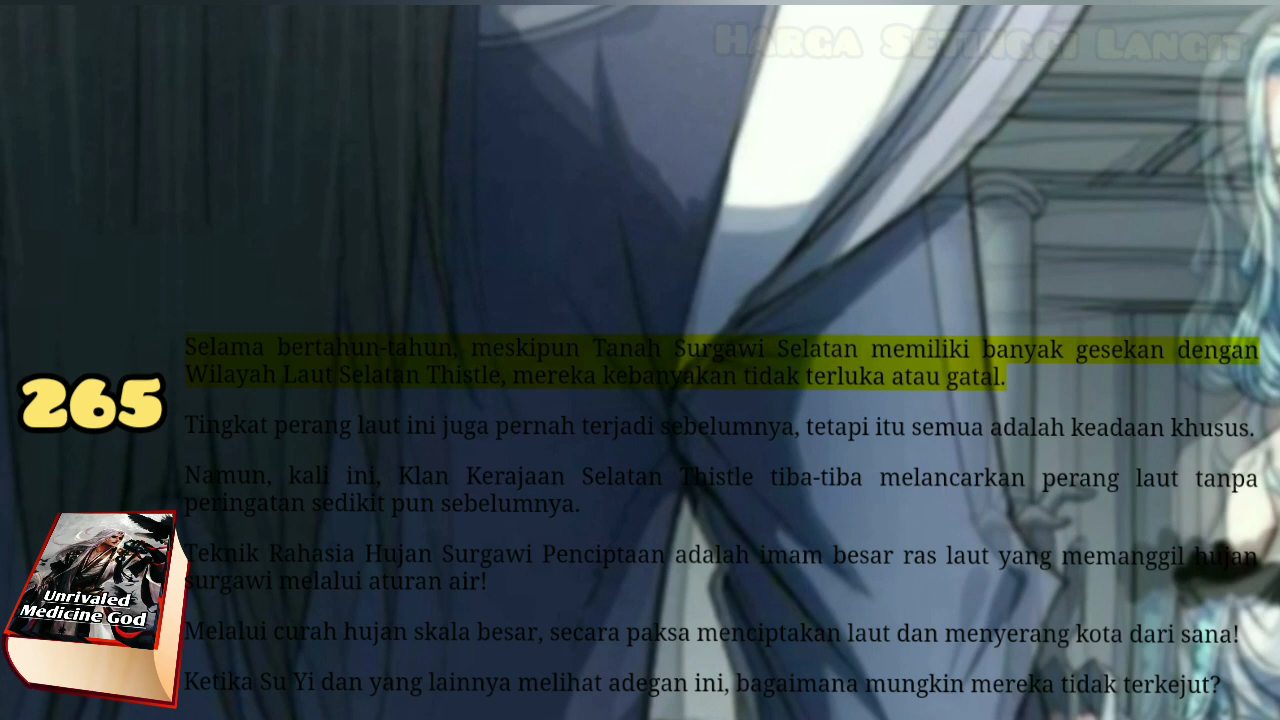 Harga Setinggi Langit
Selama bertahun-tahun, meskipun Tanah Surgawi Selatan memiliki banyak gesekan dengan
Wilayah Laut Selatan Thistle, mereka kebanyakan tidak terluka atau gatal.
265
Tingkat perang laut ini juga pernah terjadi sebelumnya, tetapi itu semua adalah keadaan khusus.
Namun, kali ini, Klan Kerajaan Selatan Thistle tiba-tiba melancarkan perang laut tanpa
peringatan sedikit pun sebelumnya.
Teknik Rahasia Hujan Surgawi Penciptaan adalah imam besar ras laut yang memanggil hujan
surgawi melalui aturan air!
Unrivaled
Medicine God
Melalui curah hujan skala besar, secara paksa menciptakan laut dan menyerang kota dari sana!
Ketika Su Yi dan yang lainnya melihat adegan ini, bagaimana mungkin mereka tidak terkejut?